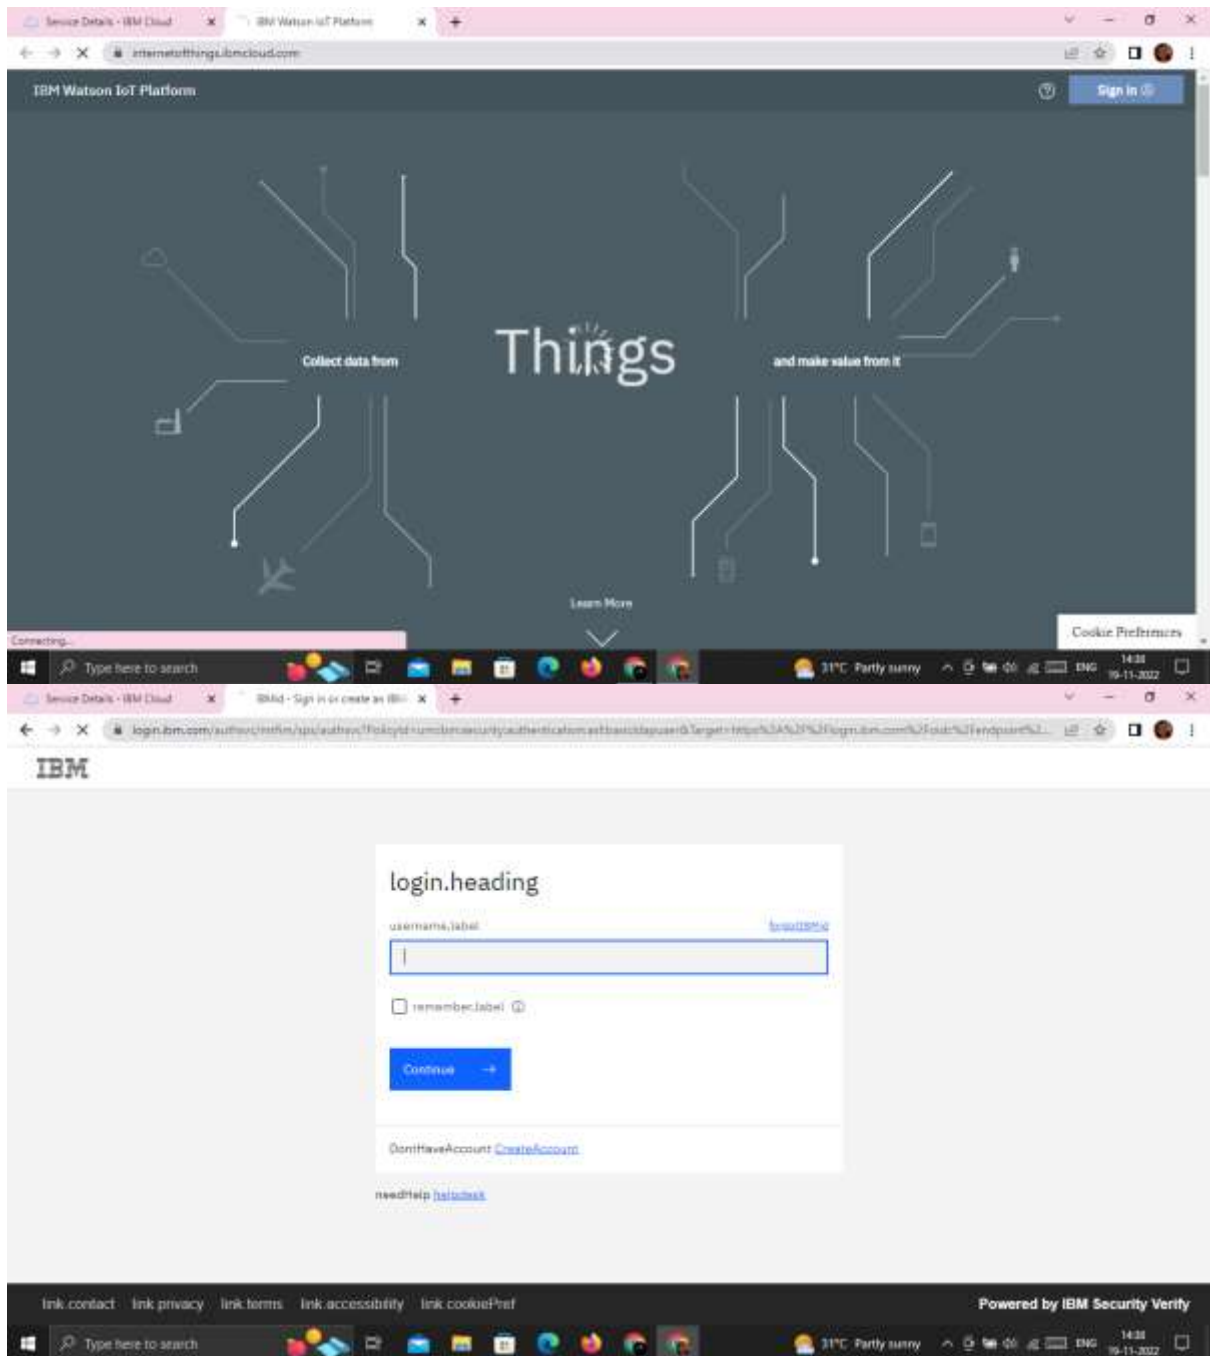 Service Details - IBM Cloud
IBM Watson IoT Platform
internetofthings.ibmcloud.com
IBM Watson IoT Platform
Sign in
Collect data from
Things
and make value from it
Learn More
Connecting...
Cookie Preferences
Type here to search
31°C Partly sunny
ENG
14:38
19-11-2022
Service Details - IBM Cloud
IBMid - Sign in or create an IBM
IBM
login.heading
username.label
forgotIBMid
remember.label
Continue
DontHaveAccount CreateAccount
needHelp helpdesk
link.contact link.privacy link.terms link.accessibility link.cookiePref
Powered by IBM Security Verify
Type here to search
31°C Partly sunny
ENG
14:38
19-11-2022